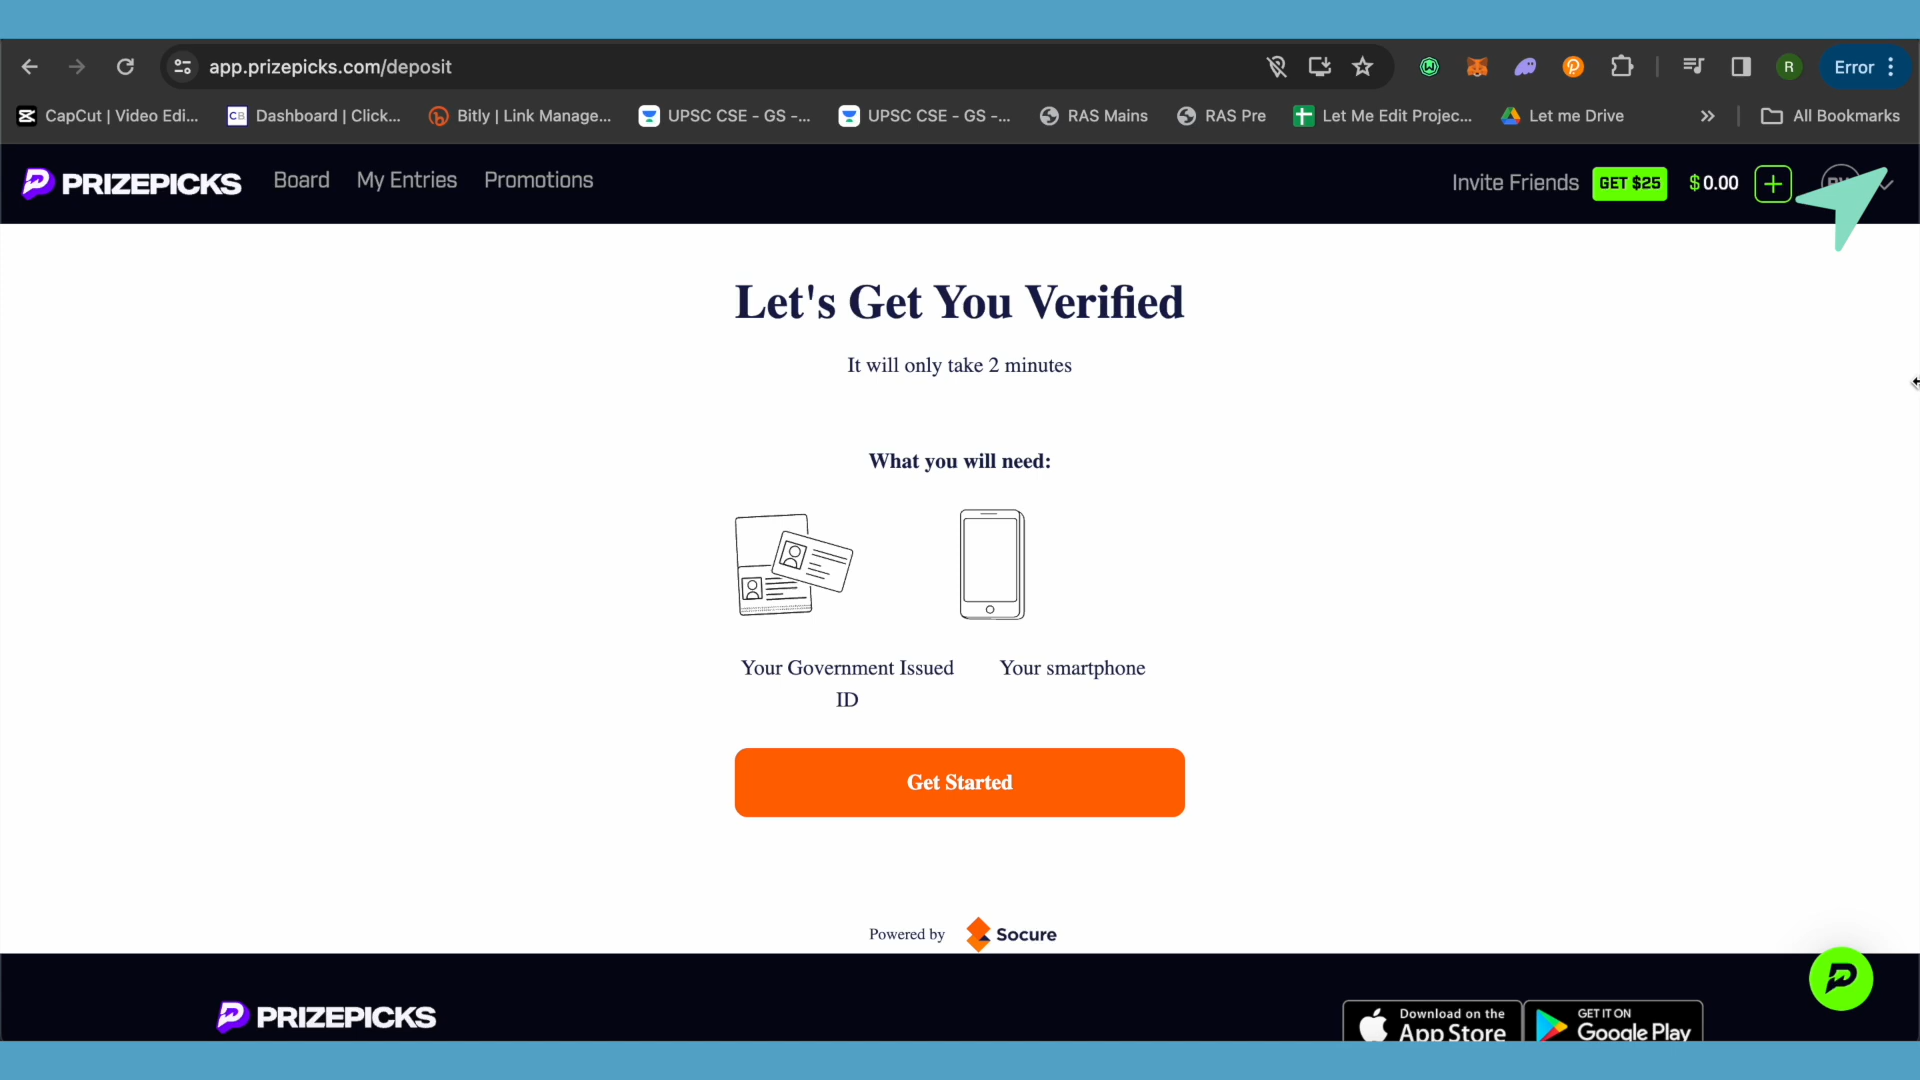 app.prizepicks.com/deposit
R
Error
CapCut | Video Edi...
CB
Dashboard | Click...
Bitly | Link Manage...
UPSC CSE - GS -...
UPSC CSE - GS -...
RAS Mains
RAS Pre
Let Me Edit Projec...
Let me Drive
All Bookmarks
PRIZEPICKS
Board
My Entries
Promotions
Invite Friends
GET $25
$0.00
Let's Get You Verified
It will only take 2 minutes
What you will need:
Your Government Issued
ID
Your smartphone
Get Started
Powered by
Socure
PRIZEPICKS
Download on the
App Store
GET IT ON
Google Play